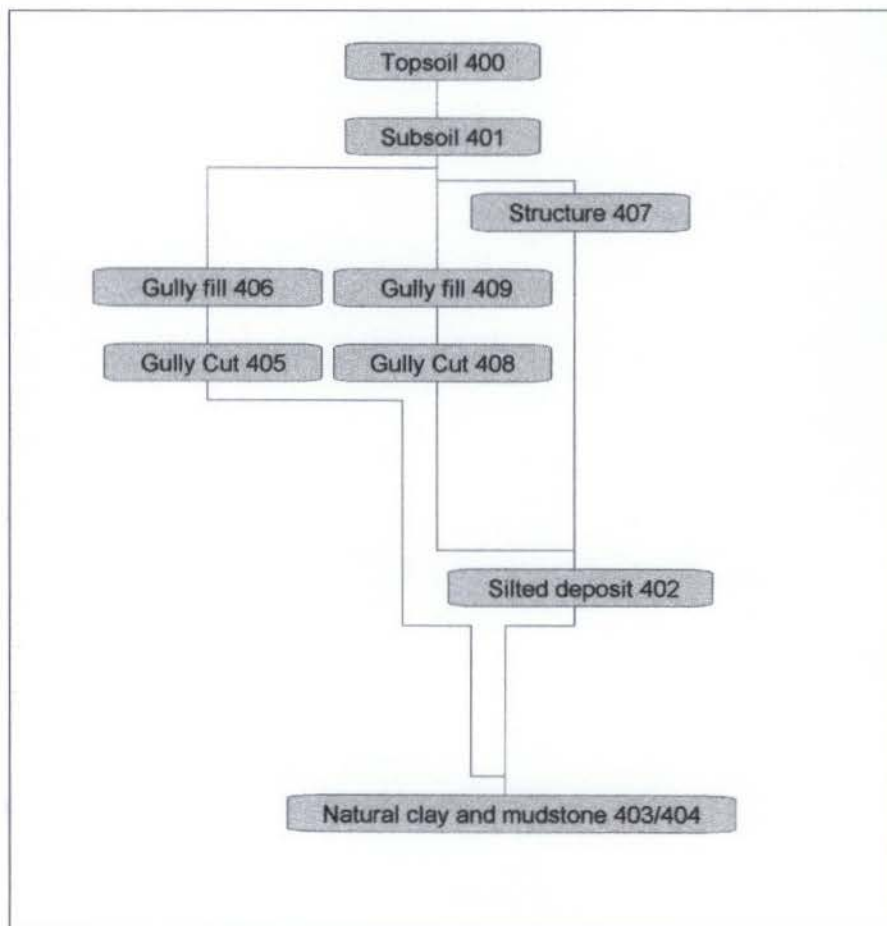 Topsoil 400
Subsoil 401
Structure 407
Gully fill 406
Gully fill 409
Gully Cut 405
Gully Cut 408
Silted deposit 402
Natural clay and mudstone 403/404